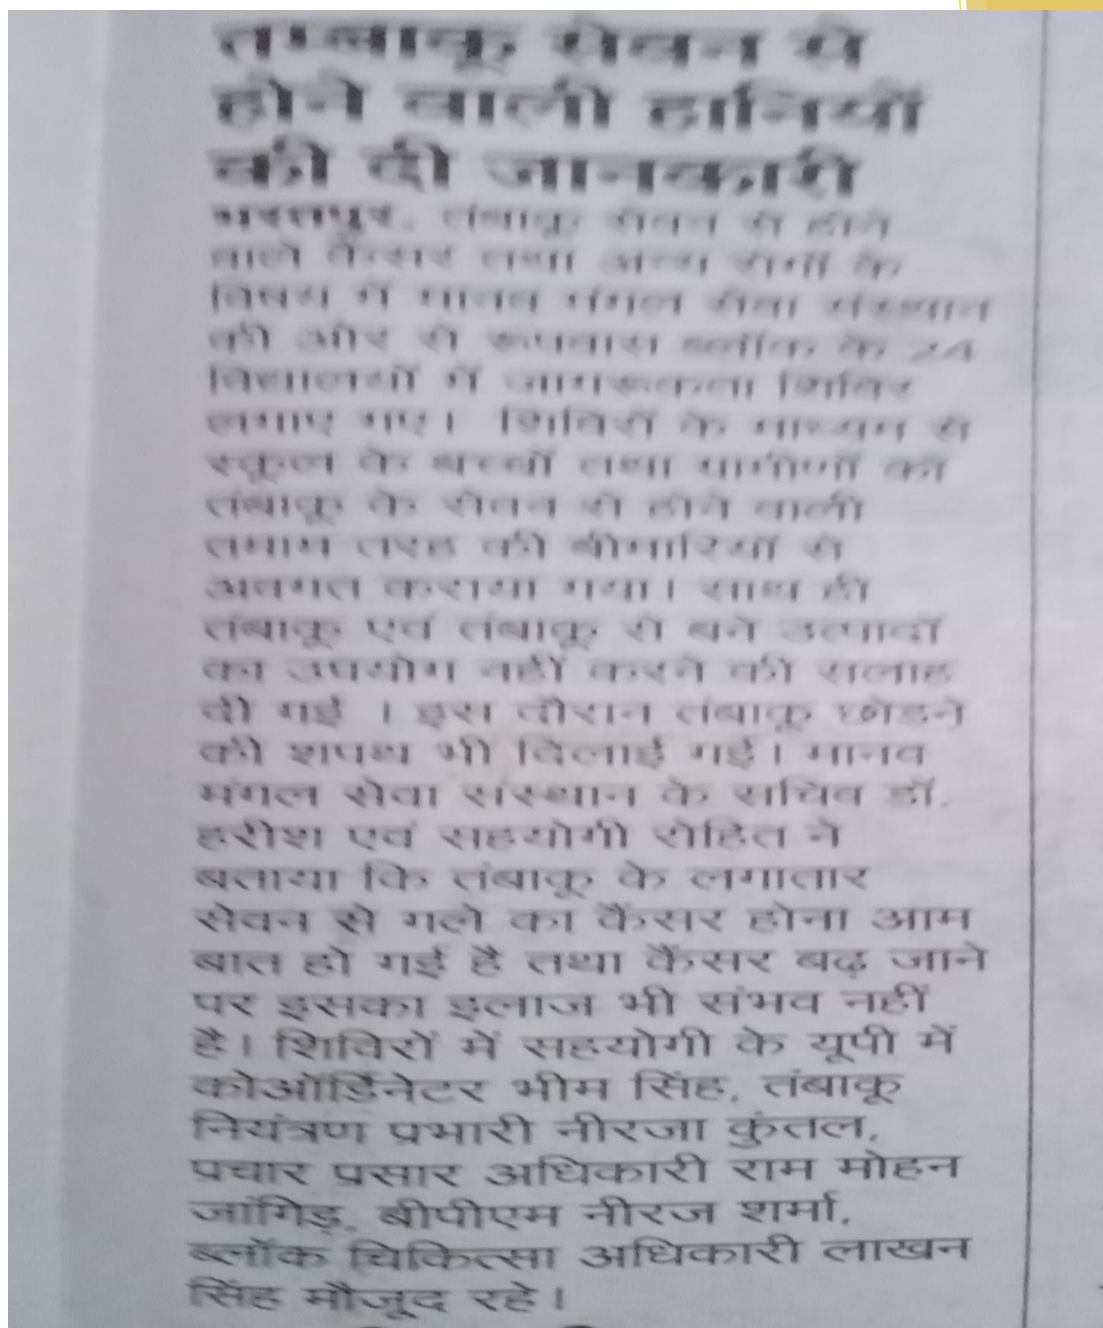 तम्बाकू सेवन से
होने वाली हानियों
की दी जानकारी
भरतपुर. तंबाकू सेवन से होने
वाले कैंसर तथा अन्य रोगों के
विषय में मानव मंगल सेवा संस्थान
की ओर से रूपवास ब्लॉक के 24
विद्यालयों में जागरूकता शिविर
लगाए गए। शिविरों के माध्यम से
स्कूल के बच्चों तथा ग्रामीणों को
तंबाकू के सेवन से होने वाली
तमाम तरह की बीमारियों से
अवगत कराया गया। साथ ही
तंबाकू एवं तंबाकू से बने उत्पादों
का उपयोग नहीं करने की सलाह
दी गई । इस दौरान तंबाकू छोडने
की शपथ भी दिलाई गई। मानव
मंगल सेवा संस्थान के सचिव डॉ.
हरीश एवं सहयोगी रोहित ने
बताया कि तंबाकू के लगातार
सेवन से गले का कैंसर होना आम
बात हो गई है तथा कैंसर बढ़ जाने
पर इसका इलाज भी संभव नहीं
है। शिविरों में सहयोगी के यूपी में
कोऑर्डिनेटर भीम सिंह, तंबाकू
नियंत्रण प्रभारी नीरजा कुंतल,
प्रचार प्रसार अधिकारी राम मोहन
जांगिड़, बीपीएम नीरज शर्मा,
ब्लॉक चिकित्सा अधिकारी लाखन
सिंह मौजूद रहे।